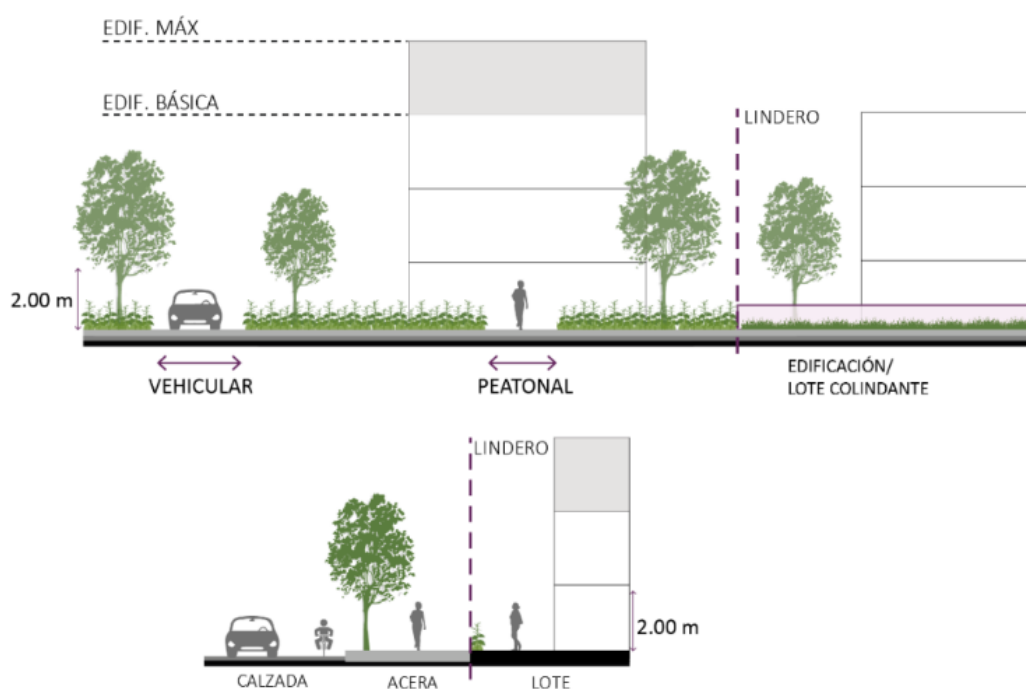 EDIF. MÁX
EDIF. BÁSICA
LINDERO
2.00 m
VEHICULAR
PEATONAL
EDIFICACIÓN/
LOTE COLINDANTE
LINDERO
2.00 m
CALZADA
ACERA
LOTE